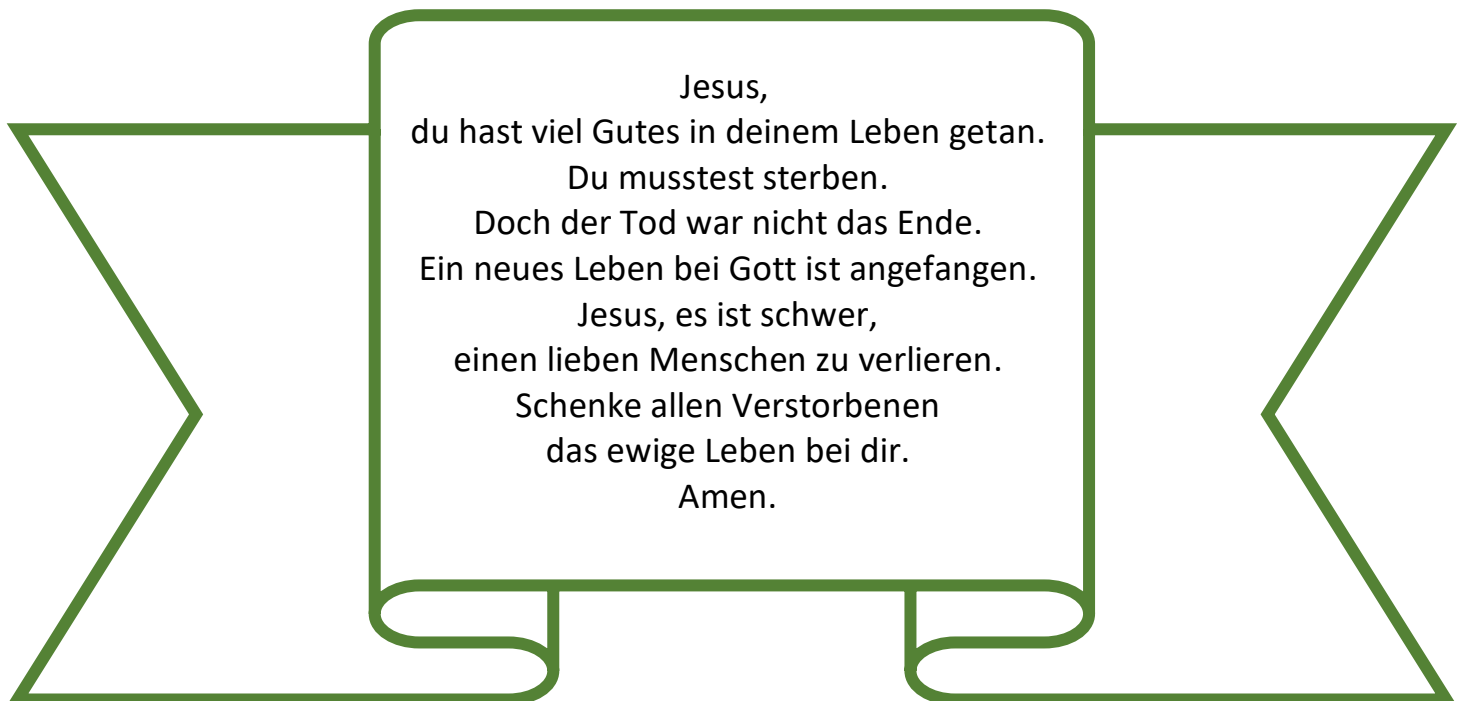 Jesus,
du hast viel Gutes in deinem Leben getan.
Du musstest sterben.
Doch der Tod war nicht das Ende.
Ein neues Leben bei Gott ist angefangen.
Jesus, es ist schwer,
einen lieben Menschen zu verlieren.
Schenke allen Verstorbenen
das ewige Leben bei dir.
Amen.